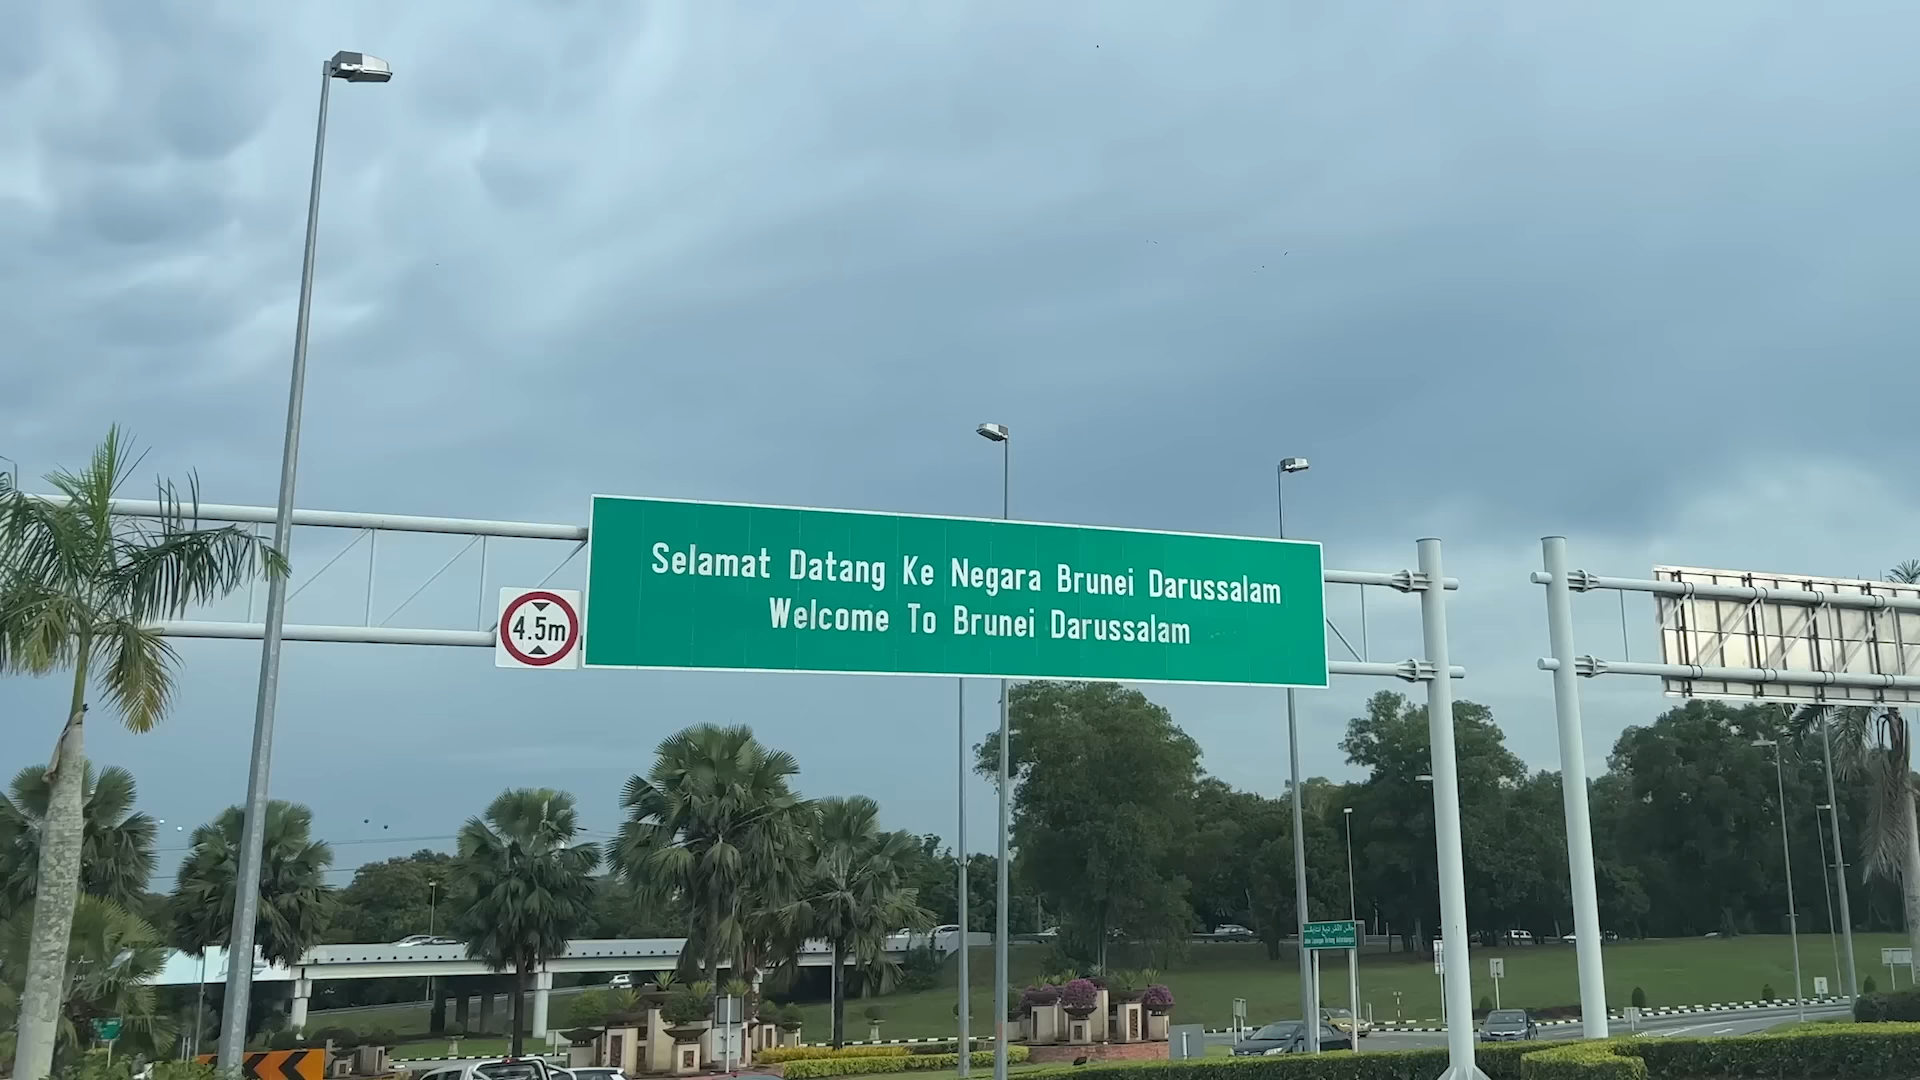 Selamat Datang Ke Negara Brunei Darussalam
Welcome To Brunei Darussalam
4.5m